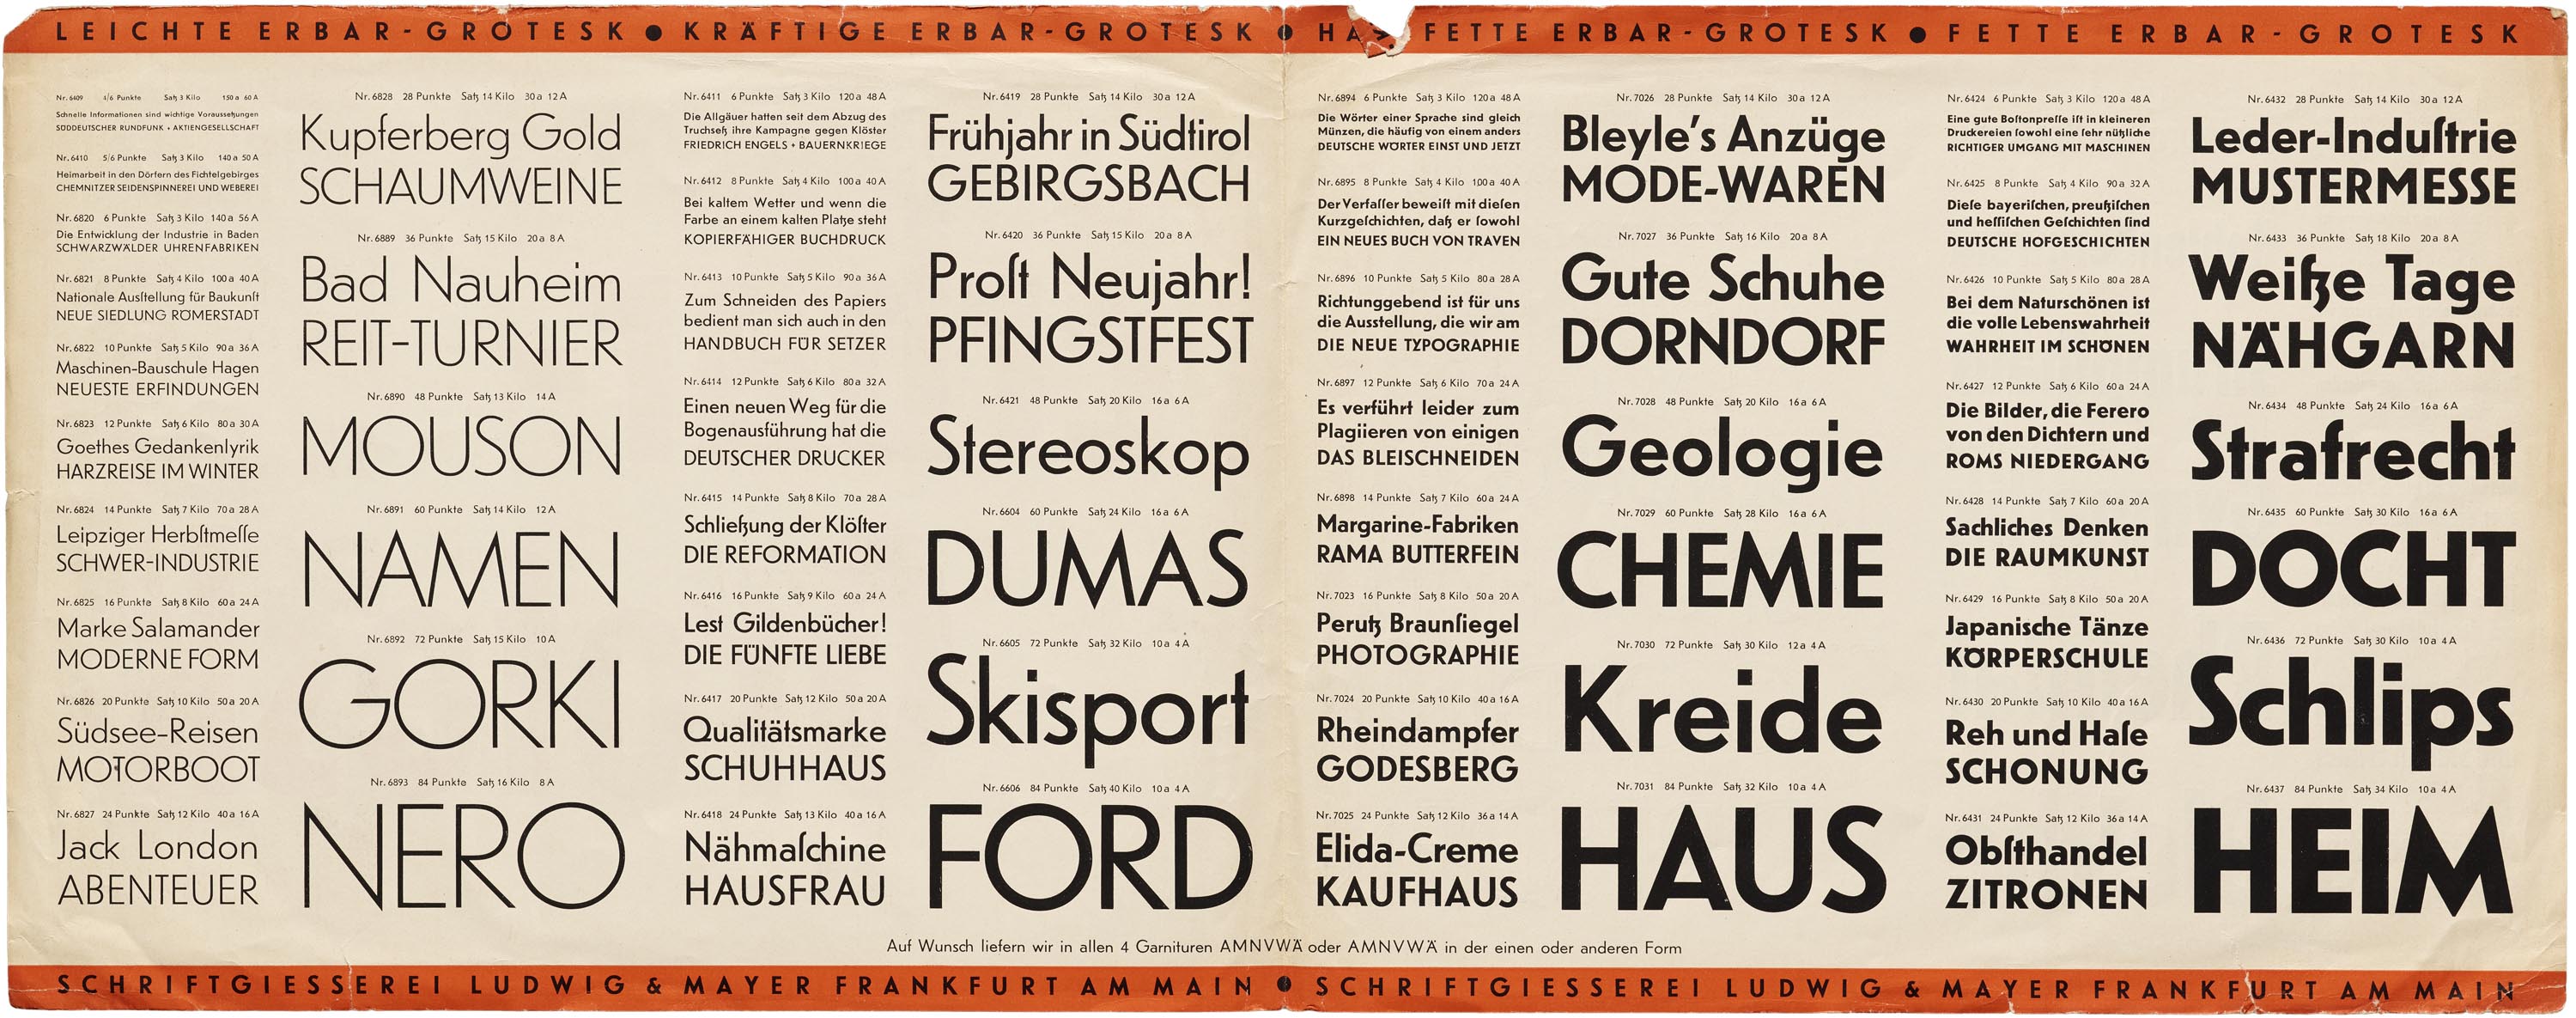 LEICHTE ERBAR-GROTESK ● KRÄFTIGE ERBAR-GROTESK ● HA FETTE ERBAR-GROTESK ● FETTE ERBAR-GROTESK
Nr. 6409 4/6 Punkte Satz 3 Kilo 150 a 60 A
Schnelle Informationen sind wichtige Voraussetzungen
SÜDDEUTSCHER RUNDFUNK + AKTIENGESELLSCHAFT
Nr. 6410 5/6 Punkte Satz 3 Kilo 140 a 50 A
Heimarbeit in den Dörfern des Fichtelgebirges
CHEMNITZER SEIDENSPINNEREI UND WEBEREI
Nr. 6820 6 Punkte Satz 3 Kilo 140 a 56 A
Die Entwicklung der Industrie in Baden
SCHWARZWÄLDER UHRENFABRIKEN
Nr. 6821 8 Punkte Satz 4 Kilo 100 a 40 A
Nationale Ausſtellung für Baukunſt
NEUE SIEDLUNG RÖMERSTADT
Nr. 6822 10 Punkte Satz 5 Kilo 90 a 36 A
Maschinen-Bauschule Hagen
NEUESTE ERFINDUNGEN
Nr. 6823 12 Punkte Satz 6 Kilo 80 a 30 A
Goethes Gedankenlyrik
HARZREISE IM WINTER
Nr. 6824 14 Punkte Satz 7 Kilo 70 a 28 A
Leipziger Herbſtmeſſe
SCHWER-INDUSTRIE
Nr. 6825 16 Punkte Satz 8 Kilo 60 a 24 A
Marke Salamander
MODERNE FORM
Nr. 6826 20 Punkte Satz 10 Kilo 50 a 20 A
Südsee-Reisen
MOTORBOOT
Nr. 6827 24 Punkte Satz 12 Kilo 40 a 16 A
Jack London
ABENTEUER
Nr. 6828 28 Punkte Satz 14 Kilo 30 a 12 A
Kupferberg Gold
SCHAUMWEINE
Nr. 6889 36 Punkte Satz 15 Kilo 20 a 8 A
Bad Nauheim
REIT-TURNIER
Nr. 6890 48 Punkte Satz 13 Kilo 14 A
MOUSON
Nr. 6891 60 Punkte Satz 14 Kilo 12 A
NAMEN
Nr. 6892 72 Punkte Satz 15 Kilo 10 A
GORKI
Nr. 6893 84 Punkte Satz 16 Kilo 8 A
NERO
Nr. 6411 6 Punkte Satz 3 Kilo 120 a 48 A
Die Allgäuer hatten seit dem Abzug des
Truchseß ihre Kampagne gegen Klöster
FRIEDRICH ENGELS + BAUERNKRIEGE
Nr. 6412 8 Punkte Satz 4 Kilo 100 a 40 A
Bei kaltem Wetter und wenn die
Farbe an einem kalten Platze steht
KOPIERFÄHIGER BUCHDRUCK
Nr. 6413 10 Punkte Satz 5 Kilo 90 a 36 A
Zum Schneiden des Papiers
bedient man sich auch in den
HANDBUCH FÜR SETZER
Nr. 6414 12 Punkte Satz 6 Kilo 80 a 32 A
Einen neuen Weg für die
Bogenausführung hat die
DEUTSCHER DRUCKER
Nr. 6415 14 Punkte Satz 8 Kilo 70 a 28 A
Schließung der Klöſter
DIE REFORMATION
Nr. 6416 16 Punkte Satz 9 Kilo 60 a 24 A
Lest Gildenbücher!
DIE FÜNFTE LIEBE
Nr. 6417 20 Punkte Satz 12 Kilo 50 a 20 A
Qualitätsmarke
SCHUHHAUS
Nr. 6418 24 Punkte Satz 13 Kilo 40 a 16 A
Nähmaſchine
HAUSFRAU
Nr. 6419 28 Punkte Satz 14 Kilo 30 a 12 A
Frühjahr in Südtirol
GEBIRGSBACH
Nr. 6420 36 Punkte Satz 15 Kilo 20 a 8 A
Proſt Neujahr!
PFINGSTFEST
Nr. 6421 48 Punkte Satz 20 Kilo 16 a 6 A
Stereoskop
Nr. 6604 60 Punkte Satz 24 Kilo 16 a 6 A
DUMAS
Nr. 6605 72 Punkte Satz 32 Kilo 10 a 4 A
Skisport
Nr. 6606 84 Punkte Satz 40 Kilo 10 a 4 A
FORD
Nr. 6894 6 Punkte Satz 3 Kilo 120 a 48 A
Die Wörter einer Sprache sind gleich
Münzen, die häufig von einem anders
DEUTSCHE WÖRTER EINST UND JETZT
Nr. 6895 8 Punkte Satz 4 Kilo 100 a 40 A
Der Verfaſſer beweiſt mit dieſen
Kurzgeſchichten, daß er ſowohl
EIN NEUES BUCH VON TRAVEN
Nr. 6896 10 Punkte Satz 5 Kilo 80 a 28 A
Richtunggebend ist für uns
die Ausstellung, die wir am
DIE NEUE TYPOGRAPHIE
Nr. 6897 12 Punkte Satz 6 Kilo 70 a 24 A
Es verführt leider zum
Plagiieren von einigen
DAS BLEISCHNEIDEN
Nr. 6898 14 Punkte Satz 7 Kilo 60 a 24 A
Margarine-Fabriken
RAMA BUTTERFEIN
Nr. 7023 16 Punkte Satz 8 Kilo 50 a 20 A
Perutz Braunſiegel
PHOTOGRAPHIE
Nr. 7024 20 Punkte Satz 10 Kilo 40 a 16 A
Rheindampfer
GODESBERG
Nr. 7025 24 Punkte Satz 12 Kilo 36 a 14 A
Elida-Creme
KAUFHAUS
Nr. 7026 28 Punkte Satz 14 Kilo 30 a 12 A
Bleyle's Anzüge
MODE-WAREN
Nr. 7027 36 Punkte Satz 16 Kilo 20 a 8 A
Gute Schuhe
DORNDORF
Nr. 7028 48 Punkte Satz 20 Kilo 16 a 6 A
Geologie
Nr. 7029 60 Punkte Satz 28 Kilo 16 a 6 A
CHEMIE
Nr. 7030 72 Punkte Satz 30 Kilo 12 a 4 A
Kreide
Nr. 7031 84 Punkte Satz 32 Kilo 10 a 4 A
HAUS
Nr. 6424 6 Punkte Satz 3 Kilo 120 a 48 A
Eine gute Boſtonpreſſe iſt in kleineren
Druckereien ſowohl eine ſehr nützliche
RICHTIGER UMGANG MIT MASCHINEN
Nr. 6425 8 Punkte Satz 4 Kilo 90 a 32 A
Dieſe bayeriſchen, preußiſchen
und heſſiſchen Geſchichten ſind
DEUTSCHE HOFGESCHICHTEN
Nr. 6426 10 Punkte Satz 5 Kilo 80 a 28 A
Bei dem Naturschönen ist
die volle Lebenswahrheit
WAHRHEIT IM SCHÖNEN
Nr. 6427 12 Punkte Satz 6 Kilo 60 a 24 A
Die Bilder, die Ferero
von den Dichtern und
ROMS NIEDERGANG
Nr. 6428 14 Punkte Satz 7 Kilo 60 a 20 A
Sachliches Denken
DIE RAUMKUNST
Nr. 6429 16 Punkte Satz 8 Kilo 50 a 20 A
Japanische Tänze
KÖRPERSCHULE
Nr. 6430 20 Punkte Satz 10 Kilo 40 a 16 A
Reh und Haſe
SCHONUNG
Nr. 6431 24 Punkte Satz 12 Kilo 36 a 14 A
Obſthandel
ZITRONEN
Nr. 6432 28 Punkte Satz 14 Kilo 30 a 12 A
Leder-Induſtrie
MUSTERMESSE
Nr. 6433 36 Punkte Satz 18 Kilo 20 a 8 A
Weiße Tage
NÄHGARN
Nr. 6434 48 Punkte Satz 24 Kilo 16 a 6 A
Strafrecht
Nr. 6435 60 Punkte Satz 30 Kilo 16 a 6 A
DOCHT
Nr. 6436 72 Punkte Satz 30 Kilo 10 a 4 A
Schlips
Nr. 6437 84 Punkte Satz 34 Kilo 10 a 4 A
HEIM
Auf Wunsch liefern wir in allen 4 Garnituren AMNVWÄ oder AMNVWÄ in der einen oder anderen Form
SCHRIFTGIESSEREI LUDWIG & MAYER FRANKFURT AM MAIN ● SCHRIFTGIESSEREI LUDWIG & MAYER FRANKFURT AM MAIN